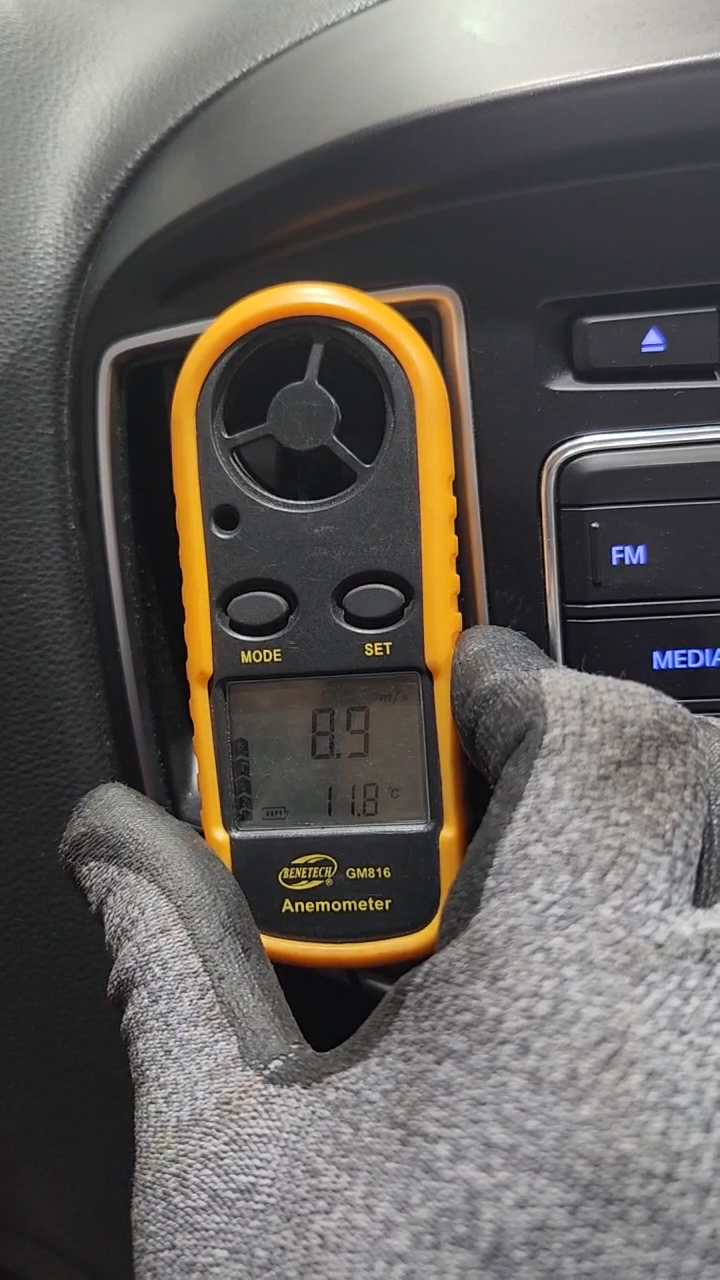 FM
MEDIA
MODE
SET
m/s
8.9
11.8 °C
BENETECH®
GM816
Anemometer